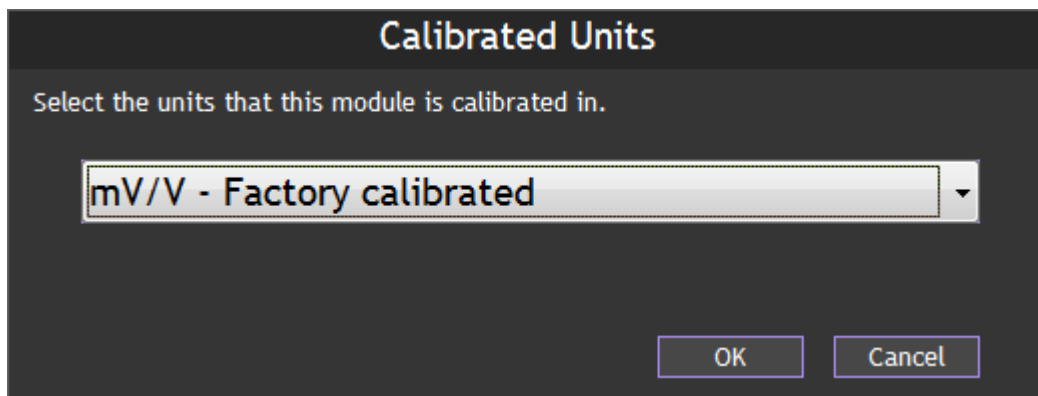 Calibrated Units
Select the units that this module is calibrated in.
mV/V - Factory calibrated
OK
Cancel